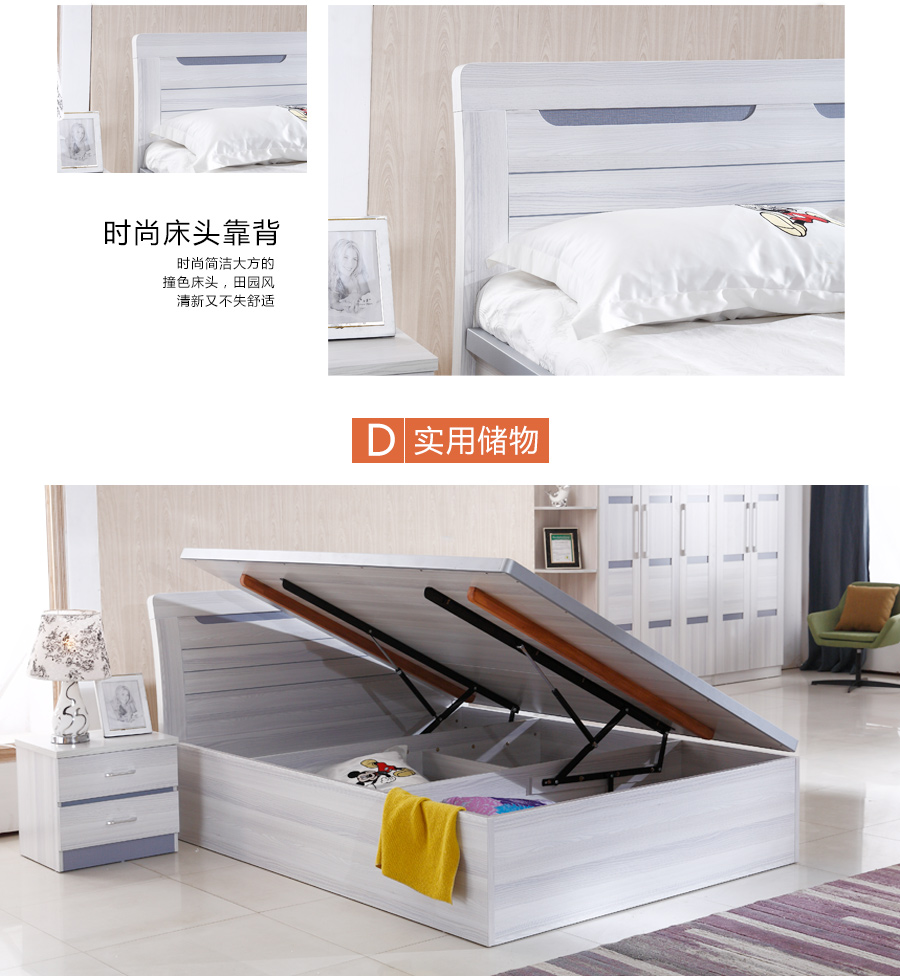 时尚床头靠背
时尚简洁大方的
撞色床头，田园风
清新又不失舒适
D 实用储物